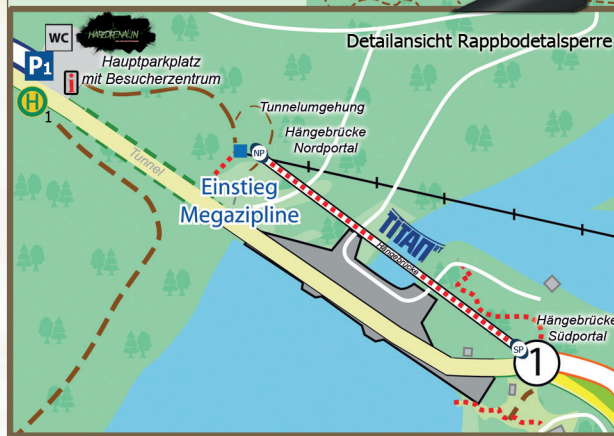 WC
HARZDRENALIN
Detailansicht Rappbodetalsperre
P1
i
Hauptparkplatz
mit Besucherzentrum
H
1
Tunnelumgehung
Hängebrücke
Nordportal
NP
Tunnel
Einstieg
Megazipline
TITAN RT
Hängebrücke
Hängebrücke
Südportal
SP
1